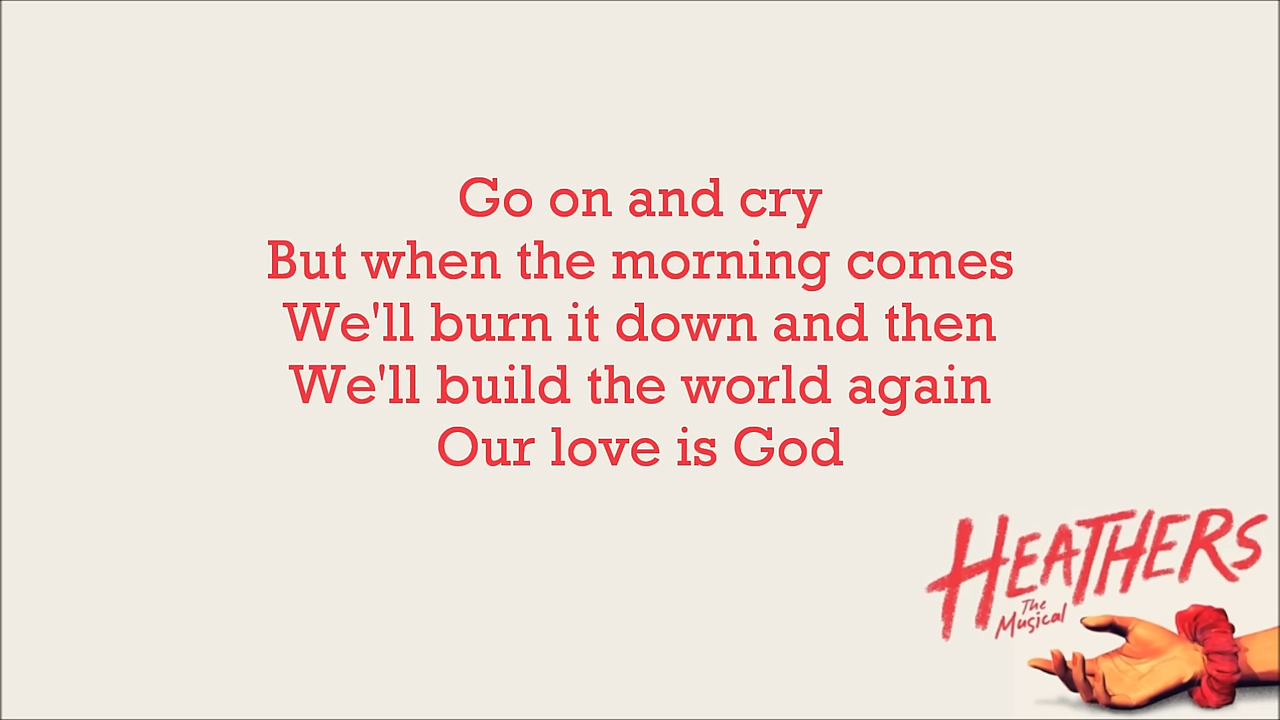 Go on and cry
But when the morning comes
We'll burn it down and then
We'll build the world again
Our love is God
HEATHERS
The
Musical